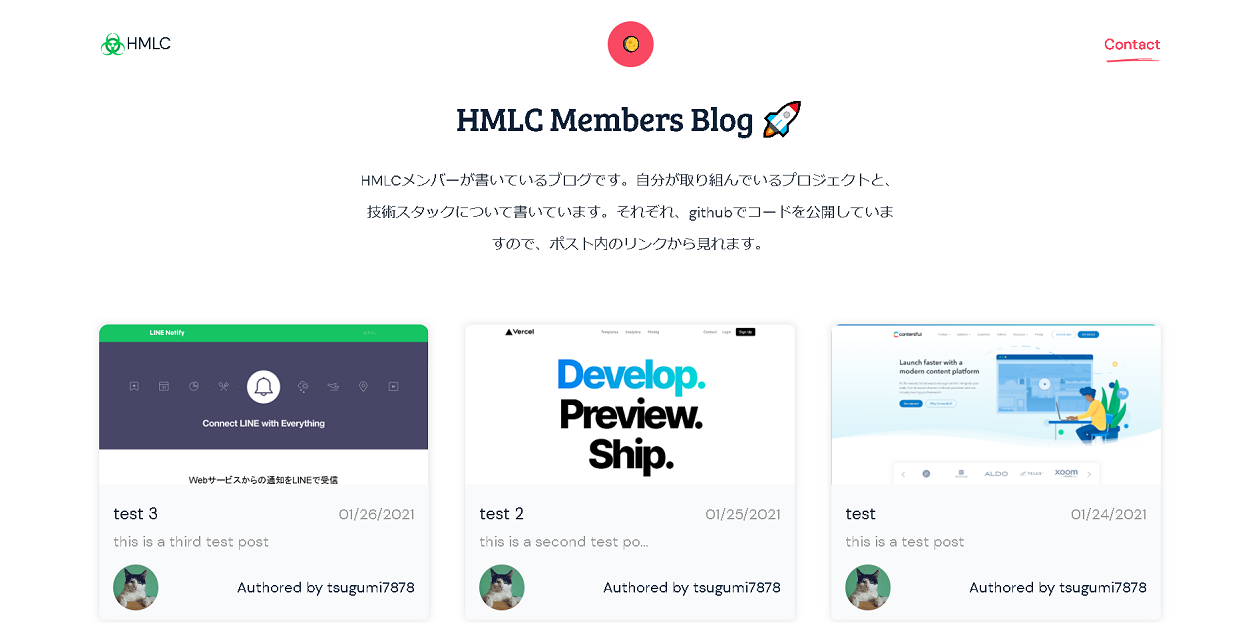 HMLC
Contact
HMLC Members Blog
HMLCメンバーが書いているブログです。自分が取り組んでいるプロジェクトと、
技術スタックについて書いています。それぞれ、githubでコードを公開していま
すので、ポスト内のリンクから見れます。
LINE Notify
Connect LINE with Everything
Webサービスからの通知をLINEで受信
test 3
01/26/2021
this is a third test post
Authored by tsugumi7878
Vercel
Templates
Analytics
Pricing
Contact
Login
Sign Up
Develop.
Preview.
Ship.
test 2
01/25/2021
this is a second test po...
Authored by tsugumi7878
contentful
Launch faster with a
modern content platform
ALDO
TELUS
xoom
test
01/24/2021
this is a test post
Authored by tsugumi7878